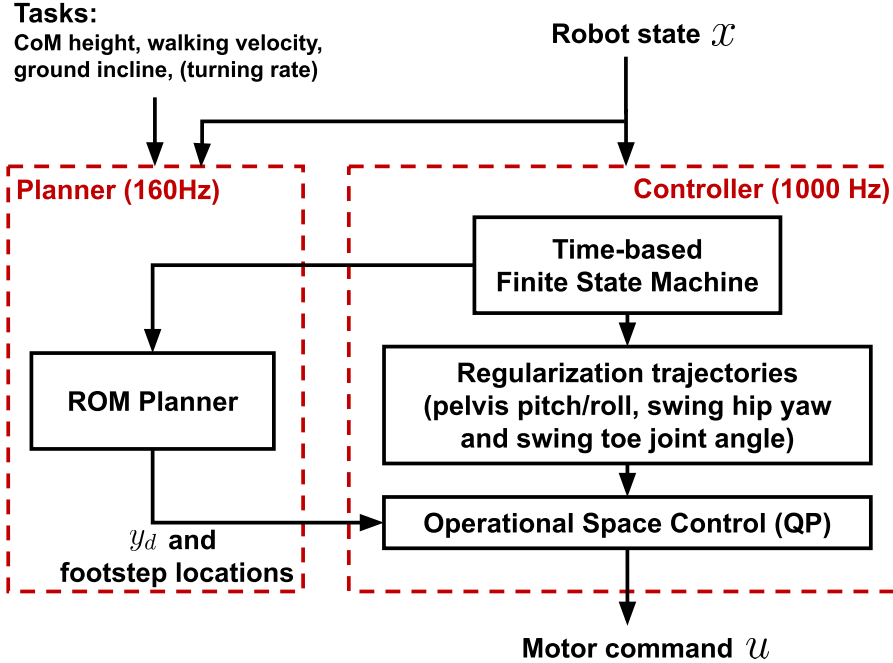 Tasks:
CoM height, walking velocity,
ground incline, (turning rate)
Robot state x
Planner (160Hz)
Controller (1000 Hz)
Time-based
Finite State Machine
ROM Planner
Regularization trajectories
(pelvis pitch/roll, swing hip yaw
and swing toe joint angle)
Operational Space Control (QP)
y_d and
footstep locations
Motor command u